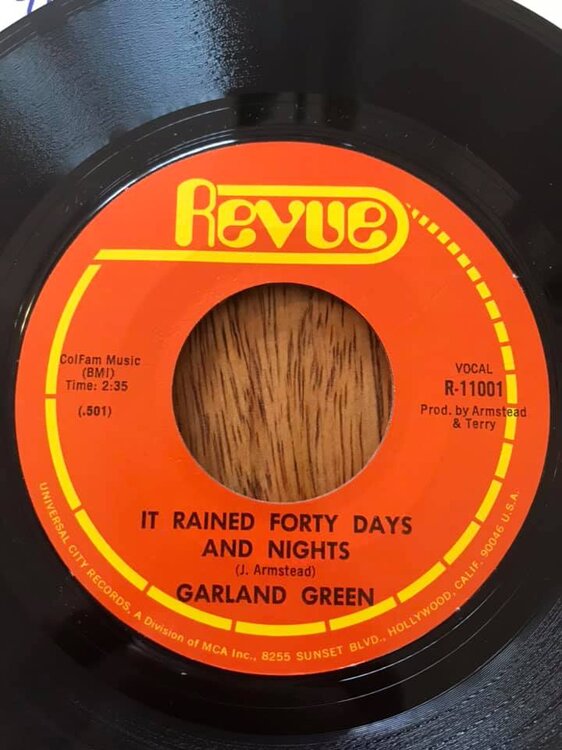 Revue
ColFam Music
(BMI)
Time: 2:35
(.501)
VOCAL
R-11001
Prod. by Armstead
& Terry
IT RAINED FORTY DAYS
AND NIGHTS
(J. Armstead)
GARLAND GREEN
UNIVERSAL CITY RECORDS, A Division of MCA Inc., 8255 SUNSET BLVD., HOLLYWOOD, CALIF. 90046 U.S.A.